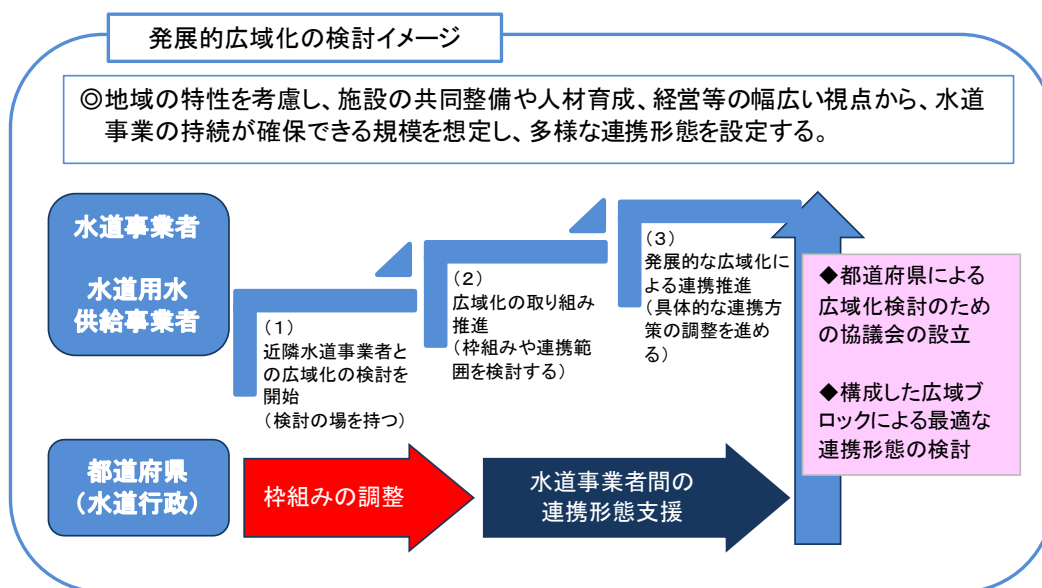 発展的広域化の検討イメージ
◎地域の特性を考慮し、施設の共同整備や人材育成、経営等の幅広い視点から、水道
事業の持続が確保できる規模を想定し、多様な連携形態を設定する。
水道事業者
水道用水
供給事業者
（１）
近隣水道事業者と
の広域化の検討を
開始
（検討の場を持つ）
（２）
広域化の取り組み
推進
（枠組みや連携範
囲を検討する）
（３）
発展的な広域化に
よる連携推進
（具体的な連携方
策の調整を進め
る）
◆都道府県による
広域化検討のため
の協議会の設立
◆構成した広域ブ
ロックによる最適な
連携形態の検討
都道府県
（水道行政）
枠組みの調整
水道事業者間の
連携形態支援